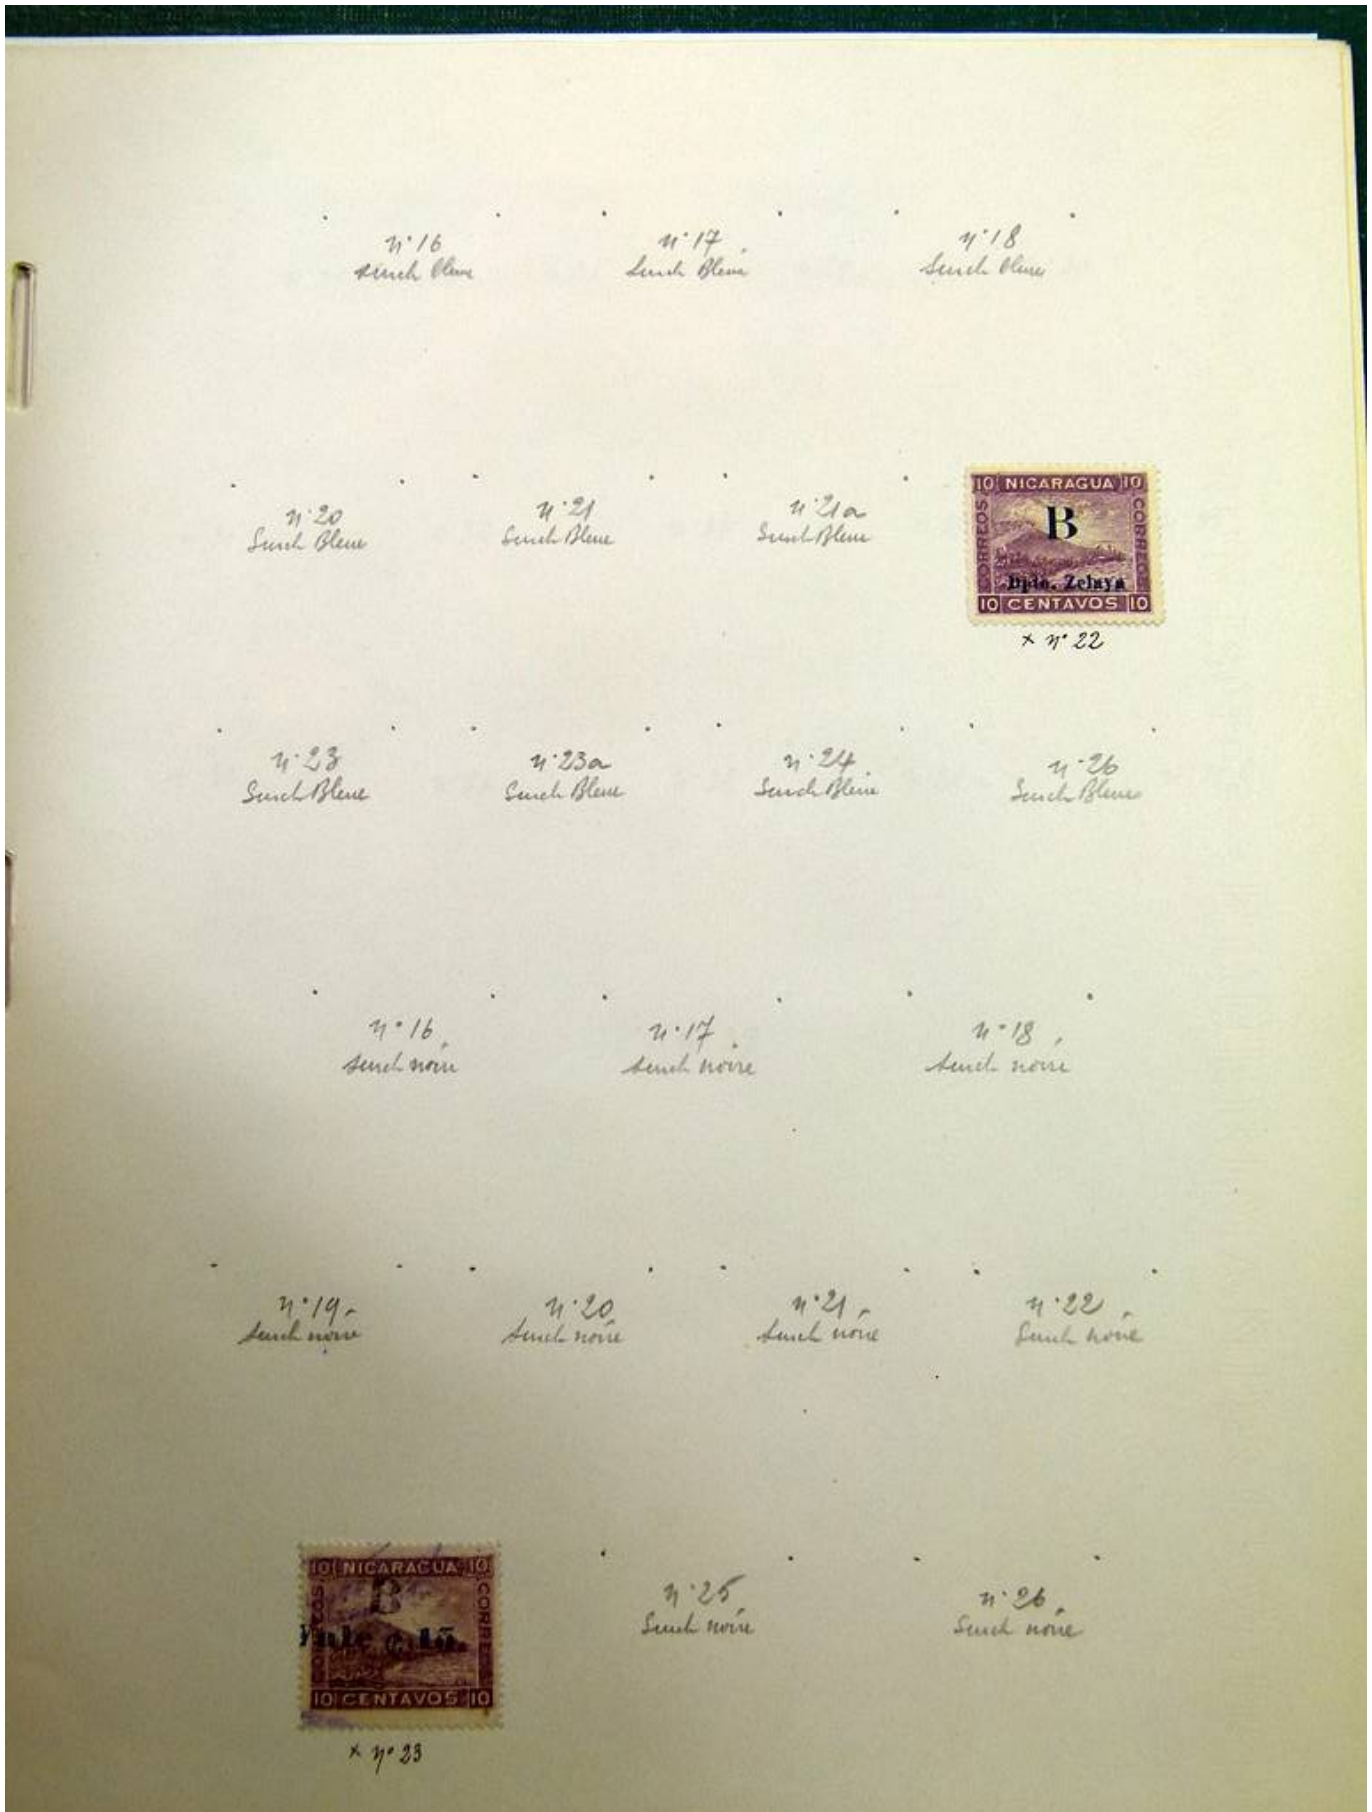 n° 16
surch bleue
n° 17
Surch Bleue
n° 18
Surch bleue
n° 20
Surch Bleue
n° 21
Surch Bleue
n° 21a
Surch Bleue
10 NICARAGUA 10
CORREOS
CORREOS
B
Dpto. Zelaya
10 CENTAVOS 10
x n° 22
n° 23
Surch Bleue
n° 23a
Surch Bleue
n° 24
Surch Bleue
n° 26
Surch Bleue
n° 16
surch noire
n° 17
surch noire
n° 18
surch noire
n° 19
surch noire
n° 20
surch noire
n° 21
surch noire
n° 22
Surch noire
10 NICARAGUA 10
B
10 CENTAVOS 10
x n° 23
n° 25
Surch noire
n° 26
Surch noire